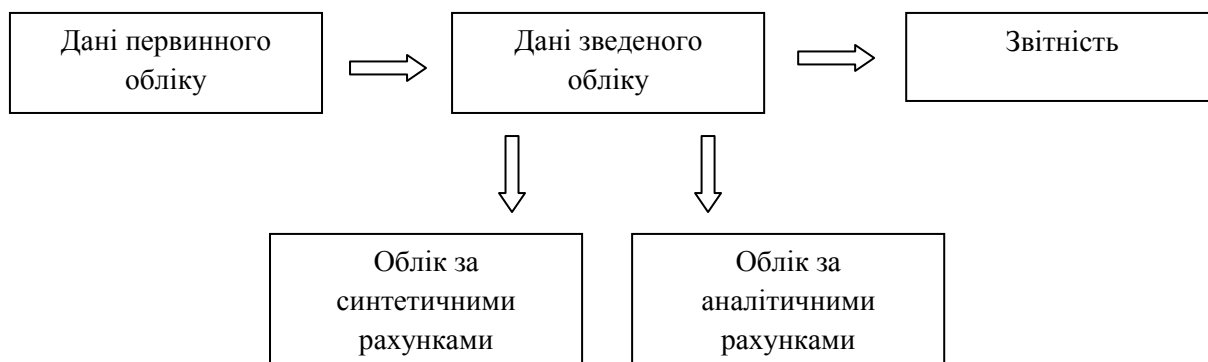 Дані первинного
обліку
Дані зведеного
обліку
Звітність
Облік за
синтетичними
рахунками
Облік за
аналітичними
рахунками